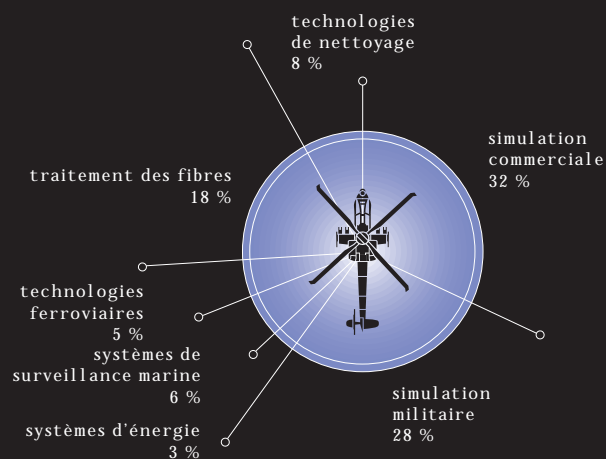 technologies
de nettoyage
8 %
simulation
commerciale
32 %
traitement des fibres
18 %
technologies
ferroviaires
5 %
systèmes de
surveillance marine
6 %
simulation
militaire
28 %
systèmes d'énergie
3 %